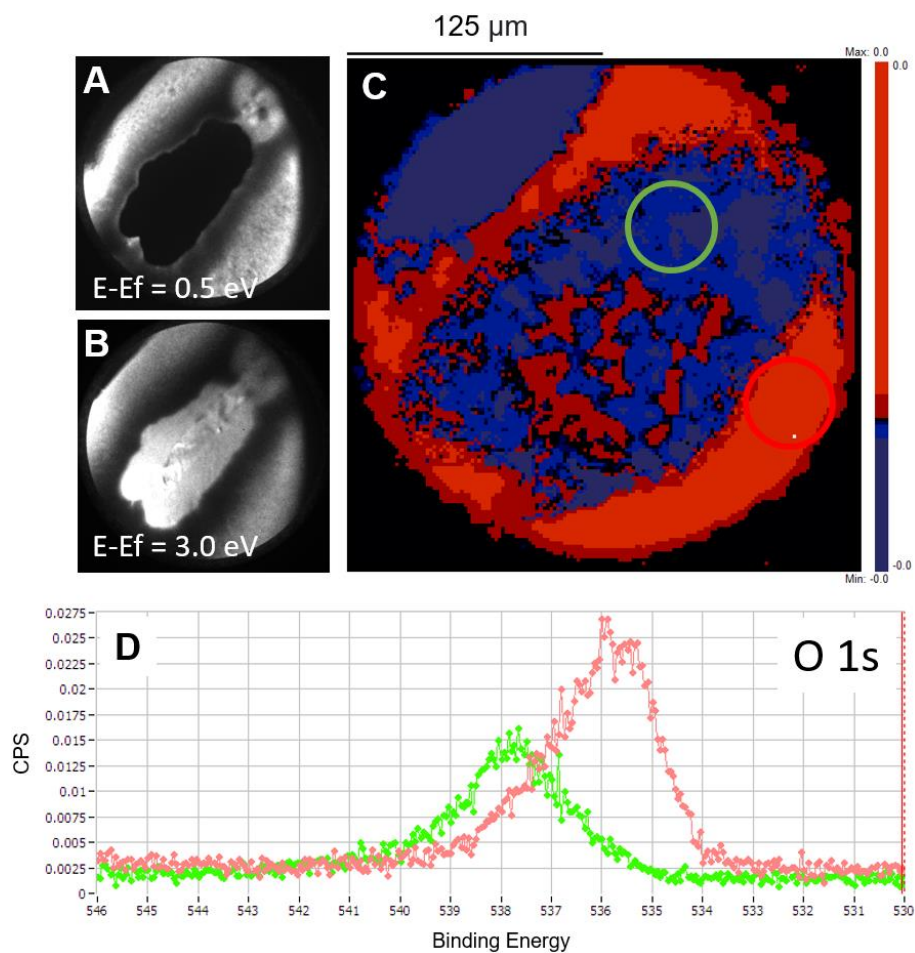 125 µm
A
E-Ef = 0.5 eV
B
E-Ef = 3.0 eV
C
Max: 0.0
0.0
-0.0
Min: -0.0
D
O 1s
0.0275
0.025
0.0225
0.02
0.0175
0.015
0.0125
0.01
0.0075
0.005
0.0025
0
CPS
546 545 544 543 542 541 540 539 538 537 536 535 534 533 532 531 530
Binding Energy